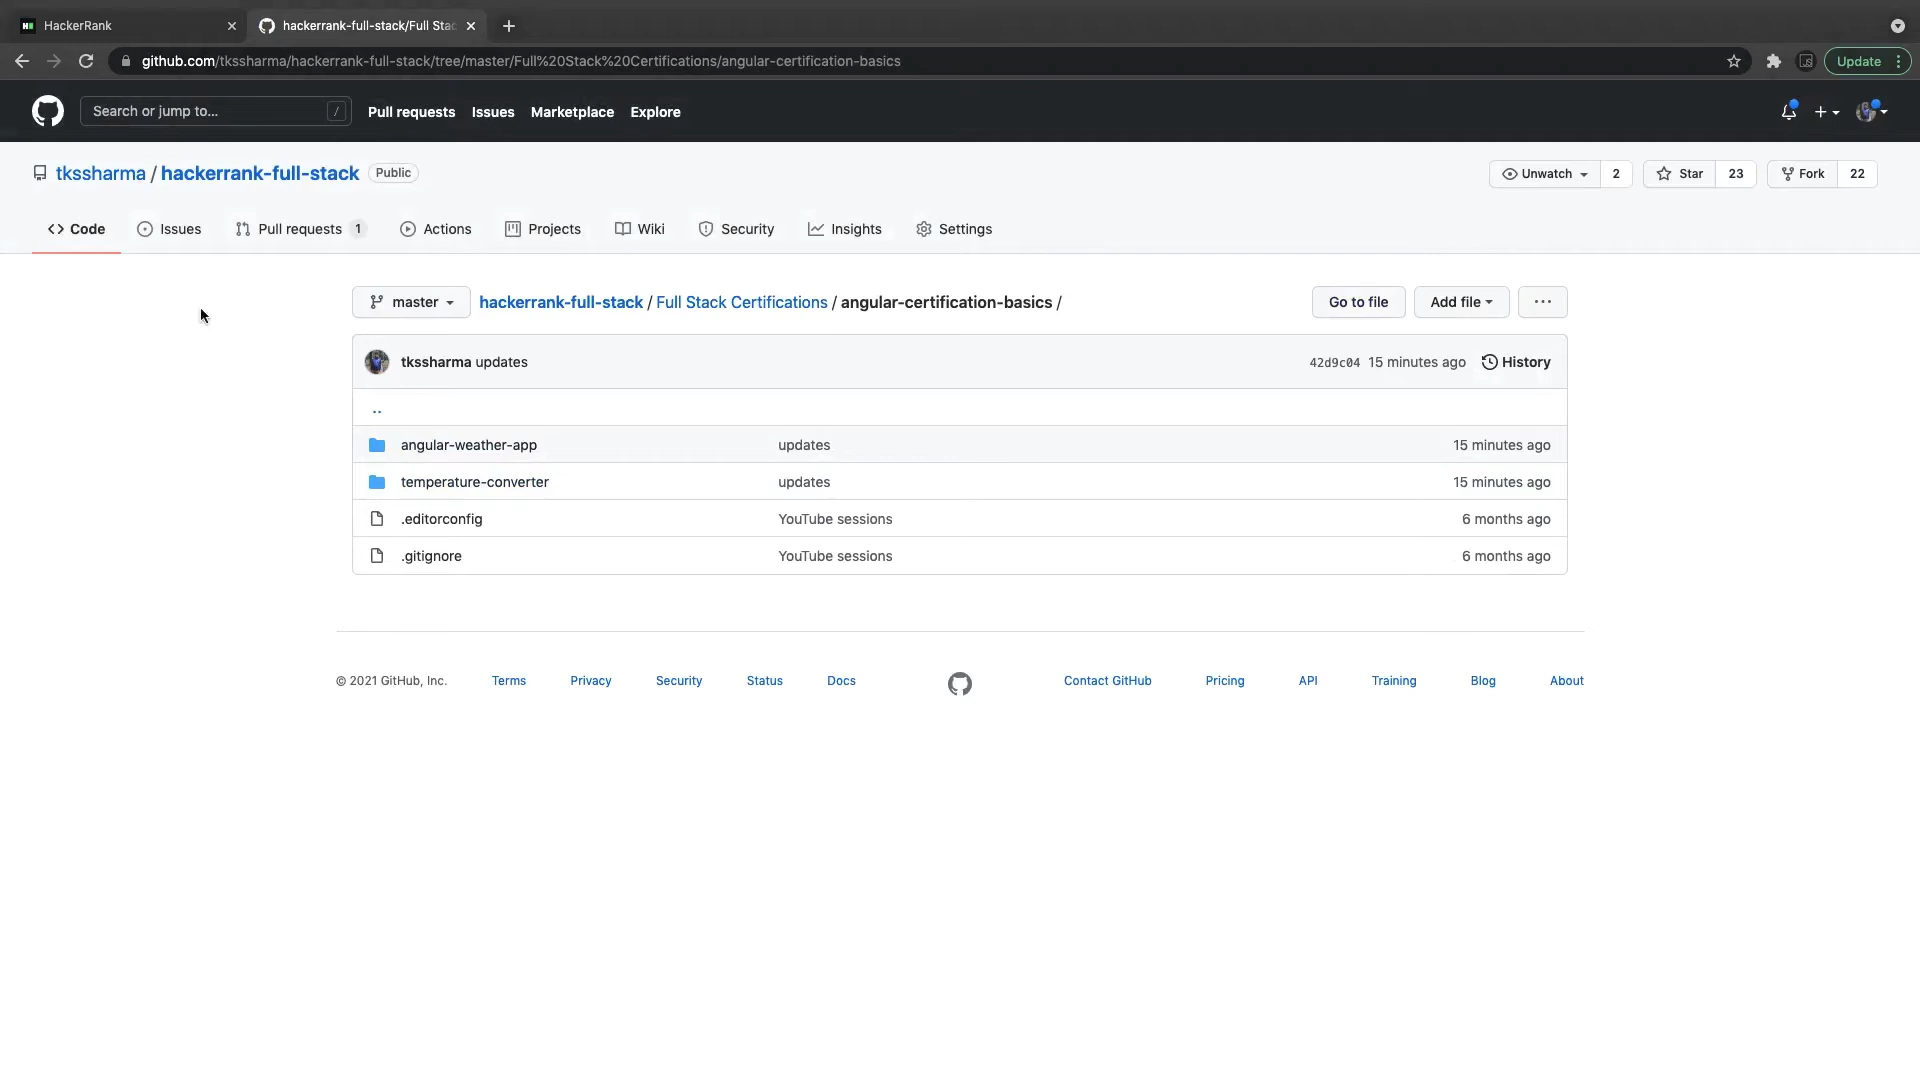 HackerRank
hackerrank-full-stack/Full Stac
github.com/tkssharma/hackerrank-full-stack/tree/master/Full%20Stack%20Certifications/angular-certification-basics
Update
Search or jump to... /
Pull requests Issues Marketplace Explore
tkssharma / hackerrank-full-stack Public
Unwatch 2 Star 23 Fork 22
Code Issues Pull requests 1 Actions Projects Wiki Security Insights Settings
master hackerrank-full-stack / Full Stack Certifications / angular-certification-basics / Go to file Add file ...
tkssharma updates 42d9c04 15 minutes ago History
..
angular-weather-app updates 15 minutes ago
temperature-converter updates 15 minutes ago
.editorconfig YouTube sessions 6 months ago
.gitignore YouTube sessions 6 months ago
© 2021 GitHub, Inc. Terms Privacy Security Status Docs Contact GitHub Pricing API Training Blog About